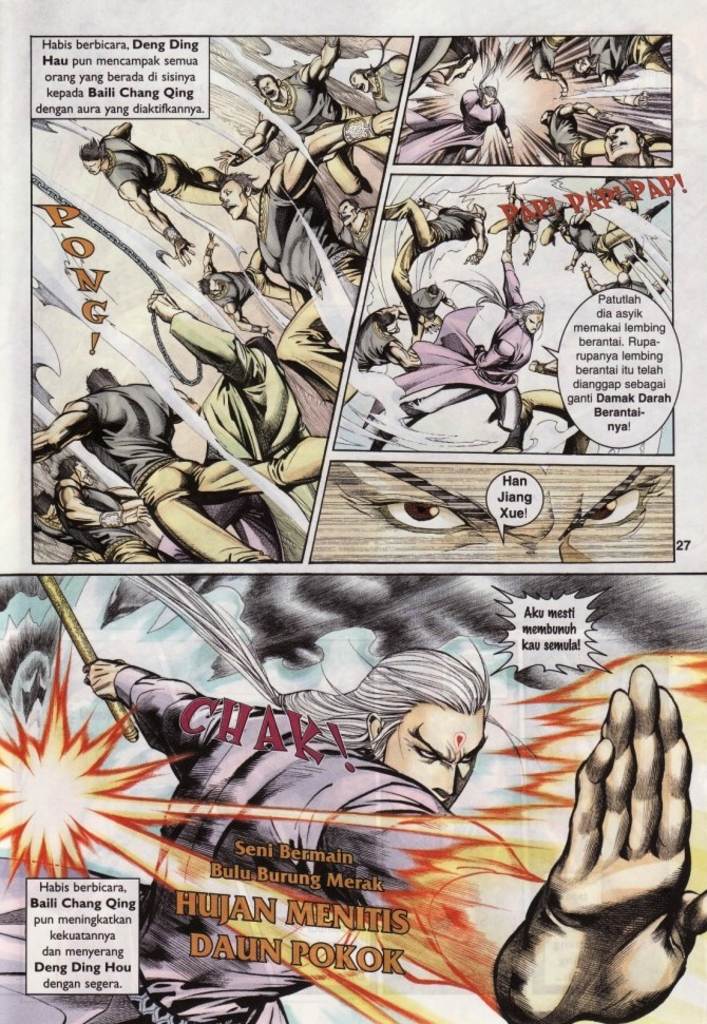 Habis berbicara, Deng Ding
Hau pun mencampak semua
orang yang berada di sisinya
kepada Baili Chang Qing
dengan aura yang diaktifkannya.
PONG!
PAP! PAP! PAP!
Patutlah
dia asyik
memakai lembing
berantai. Rupa-
rupanya lembing
berantai itu telah
dianggap sebagai
ganti Damak Darah
Berantai-
nya!
Han
Jiang
Xue!
27
Aku mesti
membunuh
kau semula!
CHAK!
Seni Bermain
Bulu Burung Merak
HUJAN MENITIS
DAUN POKOK
Habis berbicara,
Baili Chang Qing
pun meningkatkan
kekuatannya
dan menyerang
Deng Ding Hou
dengan segera.